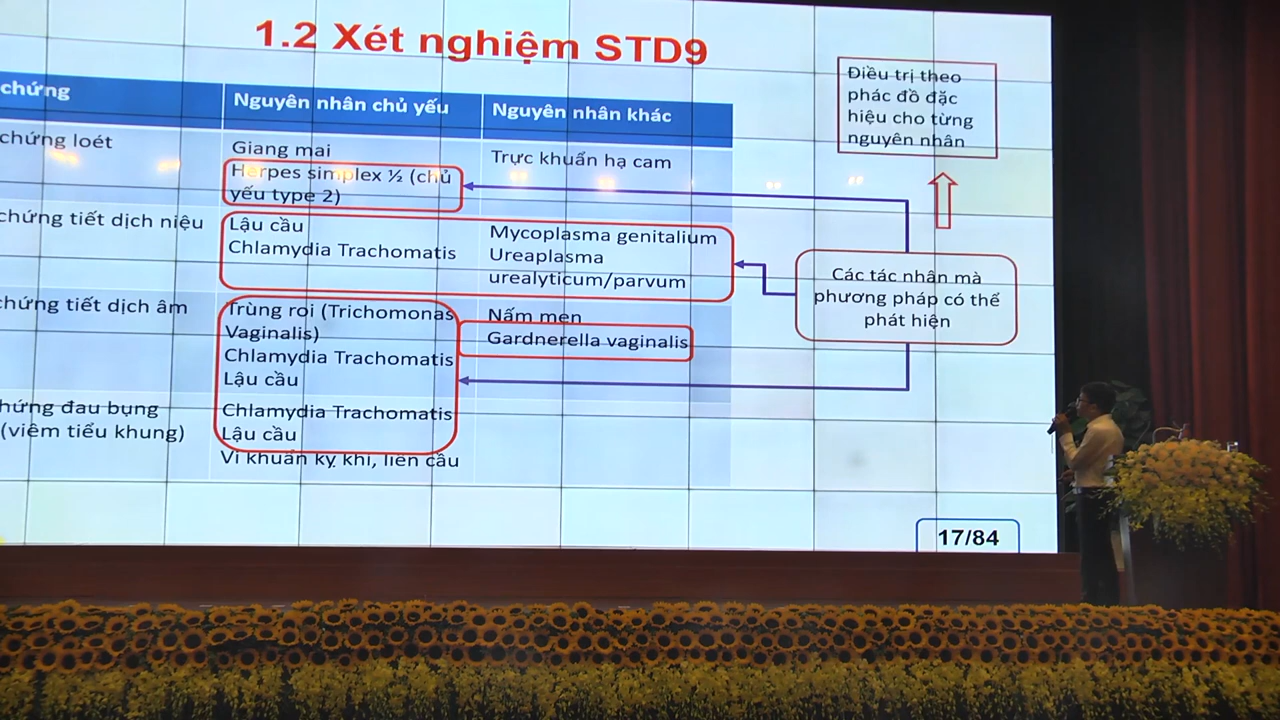 1.2 Xét nghiệm STD9
chứng
Nguyên nhân chủ yếu
Nguyên nhân khác
chứng loét
Giang mai
Herpes simplex ½ (chủ
yếu type 2)
Trực khuẩn hạ cam
chứng tiết dịch niệu
Lậu cầu
Chlamydia Trachomatis
Mycoplasma genitalium
Ureaplasma
urealyticum/parvum
chứng tiết dịch âm
Trùng roi (Trichomonas
Vaginalis)
Chlamydia Trachomatis
Lậu cầu
Nấm men
Gardnerella vaginalis
hứng đau bụng
(viêm tiểu khung)
Chlamydia Trachomatis
Lậu cầu
Vi khuẩn kỵ khí, liên cầu
Điều trị theo
phác đồ đặc
hiệu cho từng
nguyên nhân
Các tác nhân mà
phương pháp có thể
phát hiện
17/84